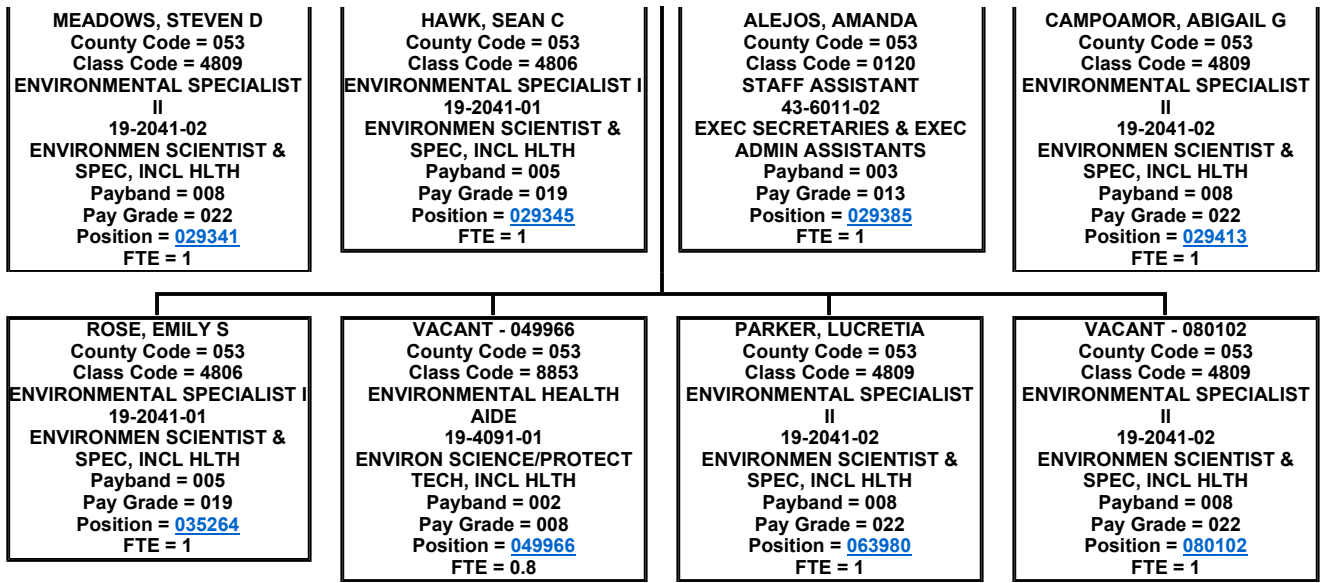 MEADOWS, STEVEN D
County Code = 053
Class Code = 4809
ENVIRONMENTAL SPECIALIST
II
19-2041-02
ENVIRONMEN SCIENTIST &
SPEC, INCL HLTH
Payband = 008
Pay Grade = 022
Position = 029341
FTE = 1
HAWK, SEAN C
County Code = 053
Class Code = 4806
ENVIRONMENTAL SPECIALIST I
19-2041-01
ENVIRONMEN SCIENTIST &
SPEC, INCL HLTH
Payband = 005
Pay Grade = 019
Position = 029345
FTE = 1
ALEJOS, AMANDA
County Code = 053
Class Code = 0120
STAFF ASSISTANT
43-6011-02
EXEC SECRETARIES & EXEC
ADMIN ASSISTANTS
Payband = 003
Pay Grade = 013
Position = 029385
FTE = 1
CAMPOAMOR, ABIGAIL G
County Code = 053
Class Code = 4809
ENVIRONMENTAL SPECIALIST
II
19-2041-02
ENVIRONMEN SCIENTIST &
SPEC, INCL HLTH
Payband = 008
Pay Grade = 022
Position = 029413
FTE = 1
ROSE, EMILY S
County Code = 053
Class Code = 4806
ENVIRONMENTAL SPECIALIST I
19-2041-01
ENVIRONMEN SCIENTIST &
SPEC, INCL HLTH
Payband = 005
Pay Grade = 019
Position = 035264
FTE = 1
VACANT - 049966
County Code = 053
Class Code = 8853
ENVIRONMENTAL HEALTH
AIDE
19-4091-01
ENVIRON SCIENCE/PROTECT
TECH, INCL HLTH
Payband = 002
Pay Grade = 008
Position = 049966
FTE = 0.8
PARKER, LUCRETIA
County Code = 053
Class Code = 4809
ENVIRONMENTAL SPECIALIST
II
19-2041-02
ENVIRONMEN SCIENTIST &
SPEC, INCL HLTH
Payband = 008
Pay Grade = 022
Position = 063980
FTE = 1
VACANT - 080102
County Code = 053
Class Code = 4809
ENVIRONMENTAL SPECIALIST
II
19-2041-02
ENVIRONMEN SCIENTIST &
SPEC, INCL HLTH
Payband = 008
Pay Grade = 022
Position = 080102
FTE = 1